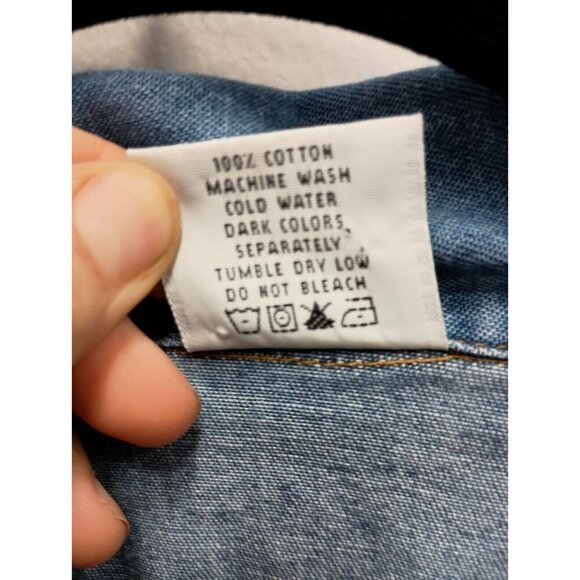 100% COTTON
MACHINE WASH
COLD WATER
DARK COLORS,
SEPARATELY
TUMBLE DRY LOW
DO NOT BLEACH